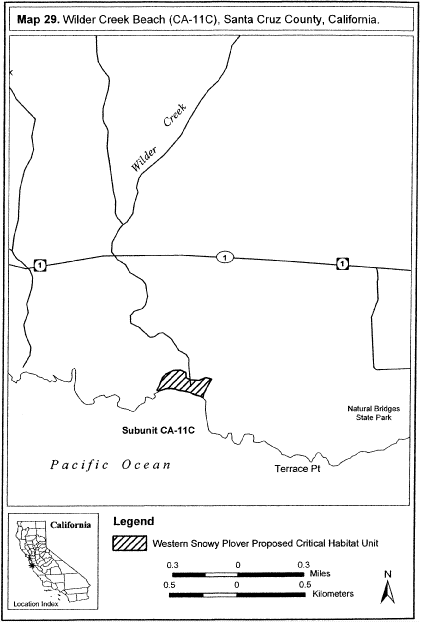 Map 29. Wilder Creek Beach (CA-11C), Santa Cruz County, California.
Wilder Creek
1
1
1
Natural Bridges
State Park
Subunit CA-11C
Pacific Ocean
Terrace Pt
California
Location Index
Legend
Western Snowy Plover Proposed Critical Habitat Unit
0.3 0 0.3
Miles
0.5 0 0.5
Kilometers
N